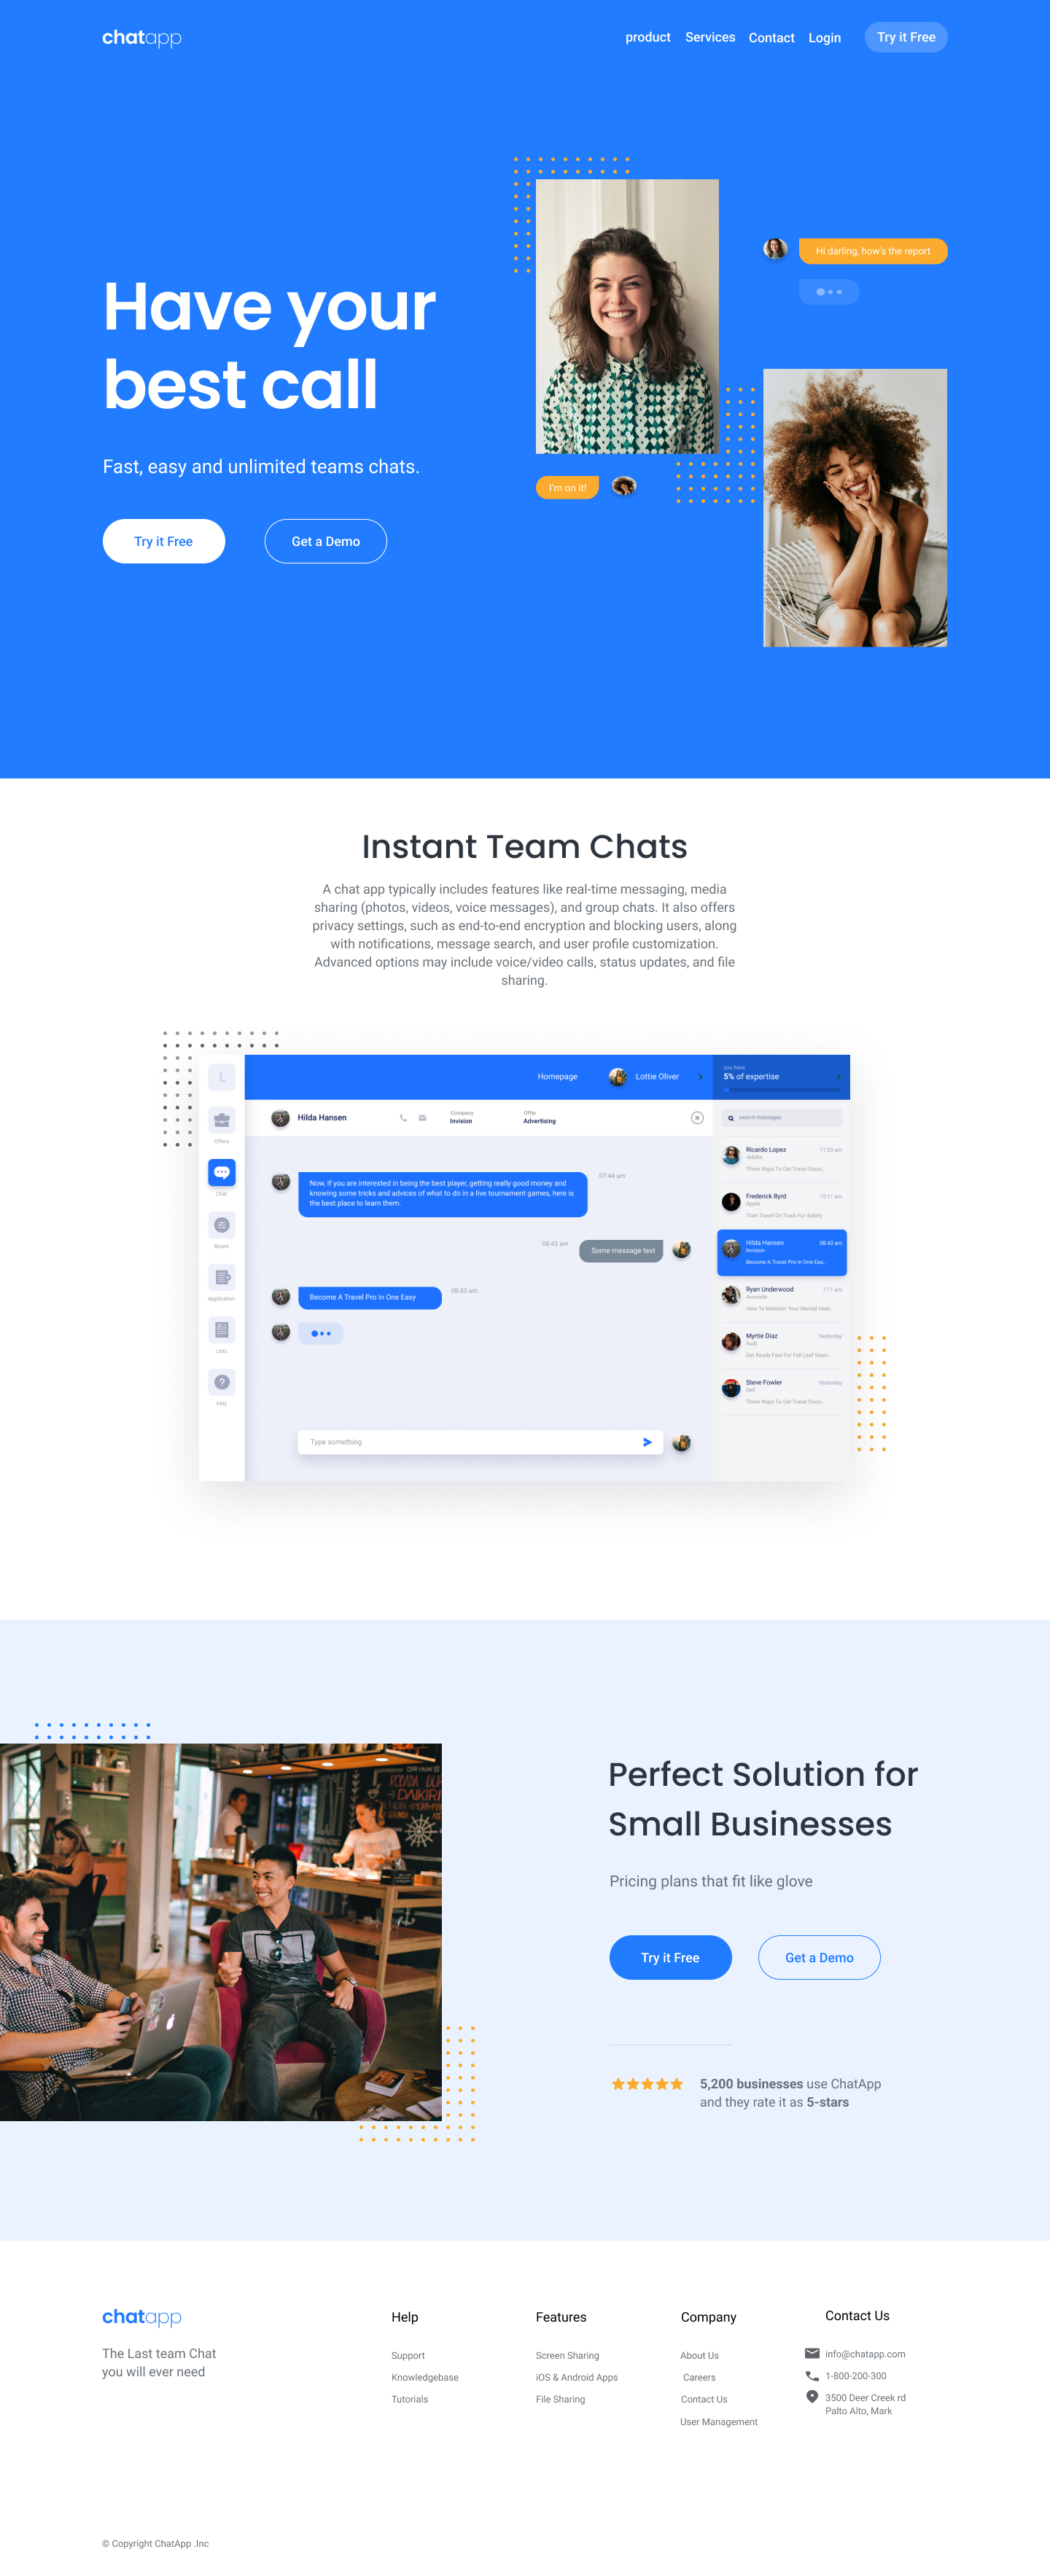 chatapp
product Services Contact Login Try it Free
Hi darling, how's the report
Have your
best call
Fast, easy and unlimited teams chats.
I'm on it!
Try it Free
Get a Demo
Instant Team Chats
A chat app typically includes features like real-time messaging, media
sharing (photos, videos, voice messages), and group chats. It also offers
privacy settings, such as end-to-end encryption and blocking users, along
with notifications, message search, and user profile customization.
Advanced options may include voice/video calls, status updates, and file
sharing.
L
Offers
Chat
Board
Application
Lists
FAQ
Homepage
Lottie Oliver
you have
5% of expertise
Hilda Hansen
Company
Invision
Offer
Advertising
search messages
Now, if you are interested in being the best player, getting really good money and
knowing some tricks and advices of what to do in a live tournament games, here is
the best place to learn them.
07:44 am
08:43 am
Some message text
Become A Travel Pro In One Easy
08:43 am
Type something
Ricardo Lopez 11:23 am
Adobe
Three Ways To Get Travel Disco...
Frederick Byrd 10:11 am
Apple
Train Travel On Track For Safety
Hilda Hansen 08:43 am
Invision
Become A Travel Pro In One Eas..
Ryan Underwood 7:11 am
Avocode
How To Maintain Your Mental Heal..
Myrtie Diaz Yesterday
Audi
Get Ready Fast For Fall Leaf Viewi...
Steve Fowler Yesterday
Dell
Three Ways To Get Travel Disco...
DRINKS
Perfect Solution for
Small Businesses
Pricing plans that fit like glove
Try it Free
Get a Demo
5,200 businesses use ChatApp
and they rate it as 5-stars
chatapp
The Last team Chat
you will ever need
Help
Support
Knowledgebase
Tutorials
Features
Screen Sharing
iOS & Android Apps
File Sharing
Company
About Us
Careers
Contact Us
User Management
Contact Us
info@chatapp.com
1-800-200-300
3500 Deer Creek rd
Palto Alto, Mark
© Copyright ChatApp .Inc